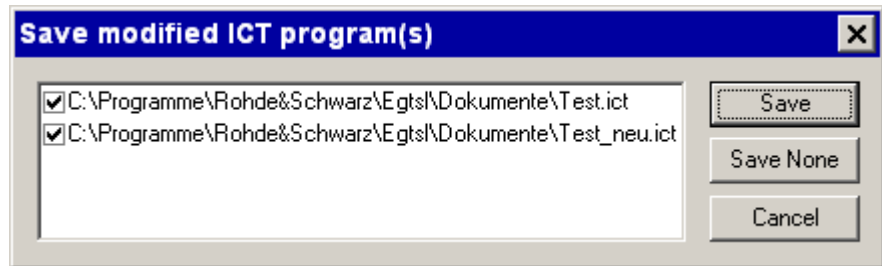 Save modified ICT program(s)
C:\Programme\Rohde&Schwarz\Egtsl\Dokumente\Test.ict
C:\Programme\Rohde&Schwarz\Egtsl\Dokumente\Test_neu.ict
Save
Save None
Cancel